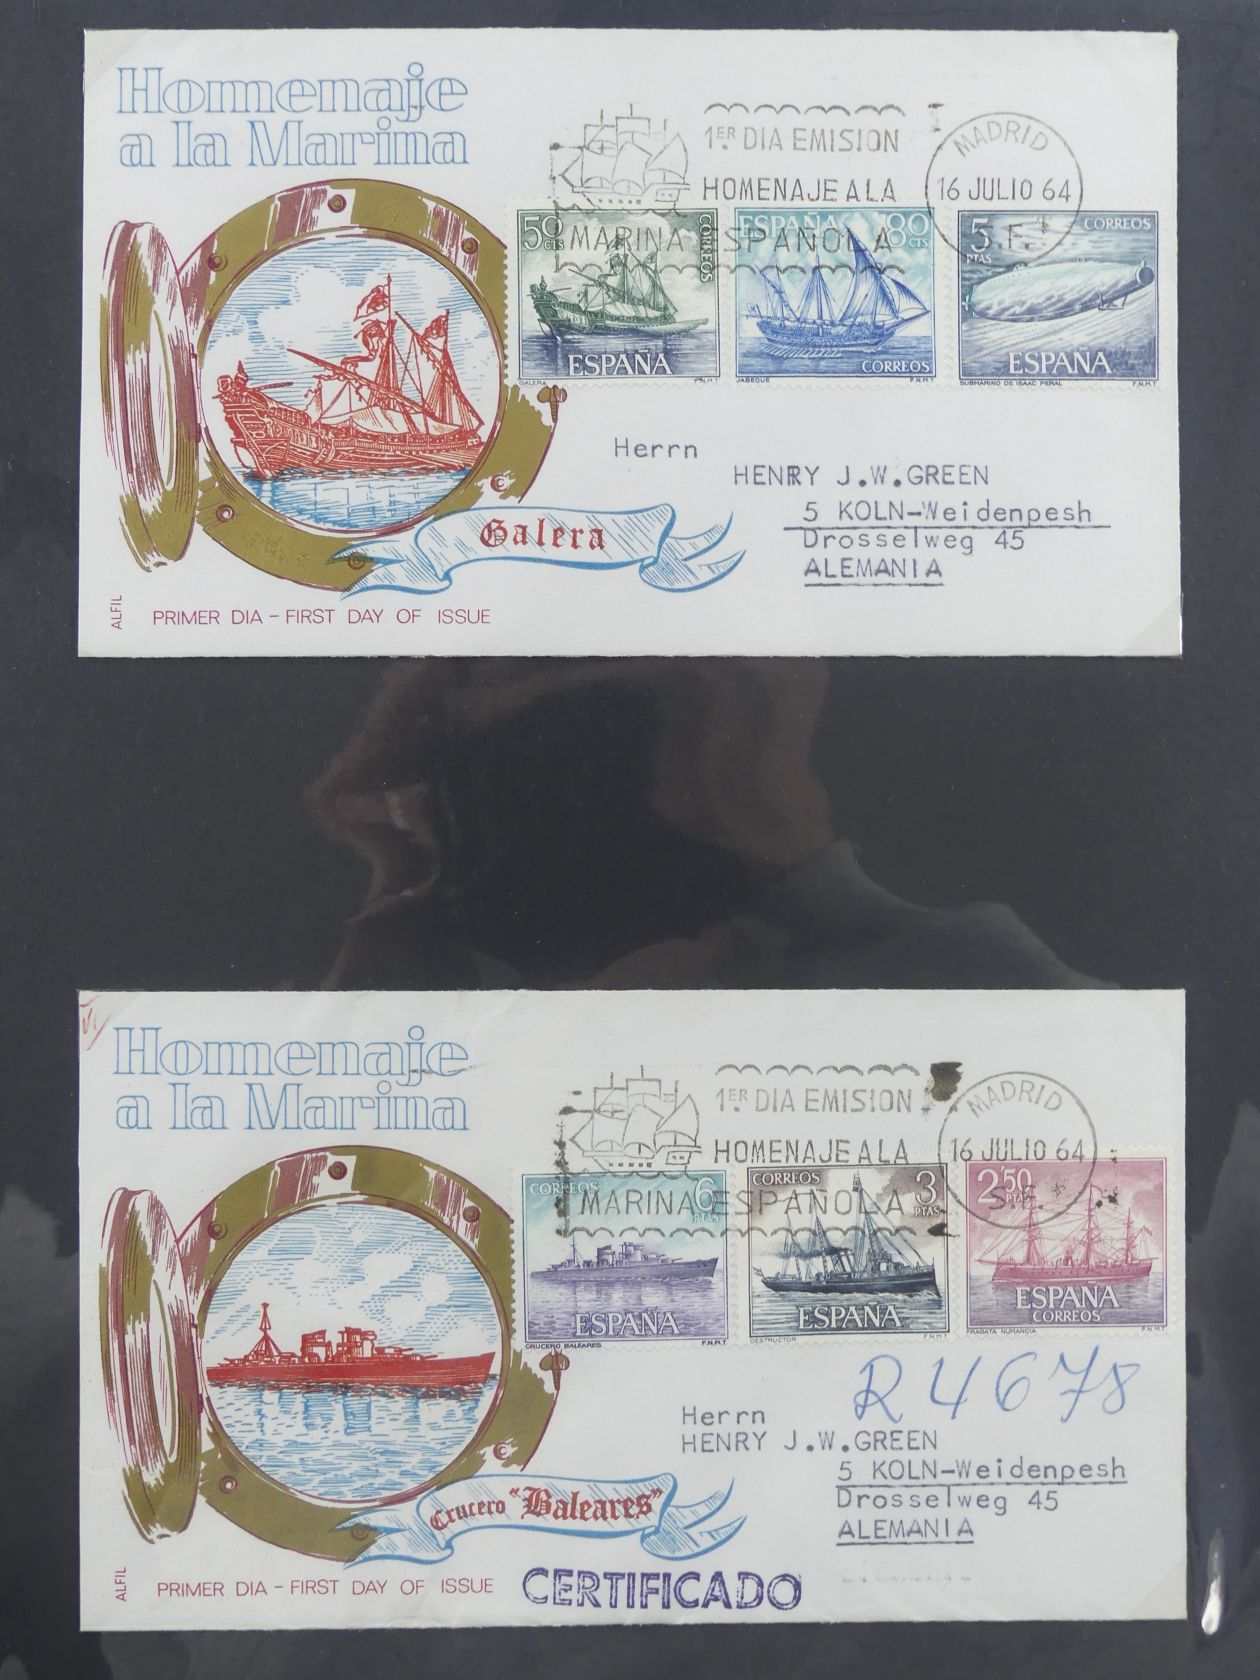 Homenaje
a la Marina
1ER DIA EMISION
HOMENAJE A LA
MARINA ESPAÑOLA
MADRID
16 JULIO 64
S.F.
50 CTS
CORREOS
ESPAÑA
GALERA
F.N.M.T
ESPAÑA 80 CTS
CORREOS
JABEQUE
F.N.M.T
5 PTAS
CORREOS
ESPAÑA
SUBMARINO DE ISAAC PERAL
F.N.M.T
Herrn
HENRY J.W.GREEN
5 KOLN-Weidenpesh
Drosselweg 45
ALEMANIA
Galera
ALFIL
PRIMER DIA - FIRST DAY OF ISSUE
Homenaje
a la Marina
1ER DIA EMISION
HOMENAJE A LA
MARINA ESPAÑOLA
MADRID
16 JULIO 64
S.F.
CORREOS
6 PTAS
ESPAÑA
CRUCERO BALEARES
F.N.M.T
CORREOS
3 PTAS
ESPAÑA
DESTRUCTOR
F.N.M.T
2'50 PTAS
ESPAÑA
CORREOS
FRABATA NUMANCIA
F.N.M.T
R 4678
Herrn
HENRY J.W.GREEN
5 KOLN-Weidenpesh
Drosselweg 45
ALEMANIA
Crucero "Baleares"
ALFIL
PRIMER DIA - FIRST DAY OF ISSUE
CERTIFICADO